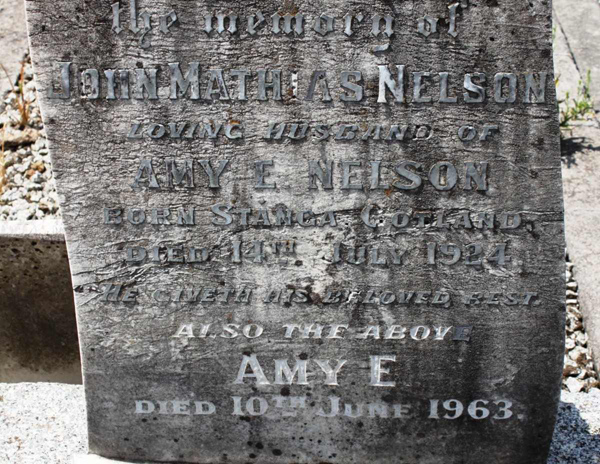 the memory of
JOHN MATHIAS NELSON
LOVING HUSBAND OF
AMY E. NELSON
BORN STANGA GOTLAND,
DIED 14TH JULY 1924.
HE GIVETH HIS BELOVED REST.
ALSO THE ABOVE
AMY E
DIED 10TH JUNE 1963.